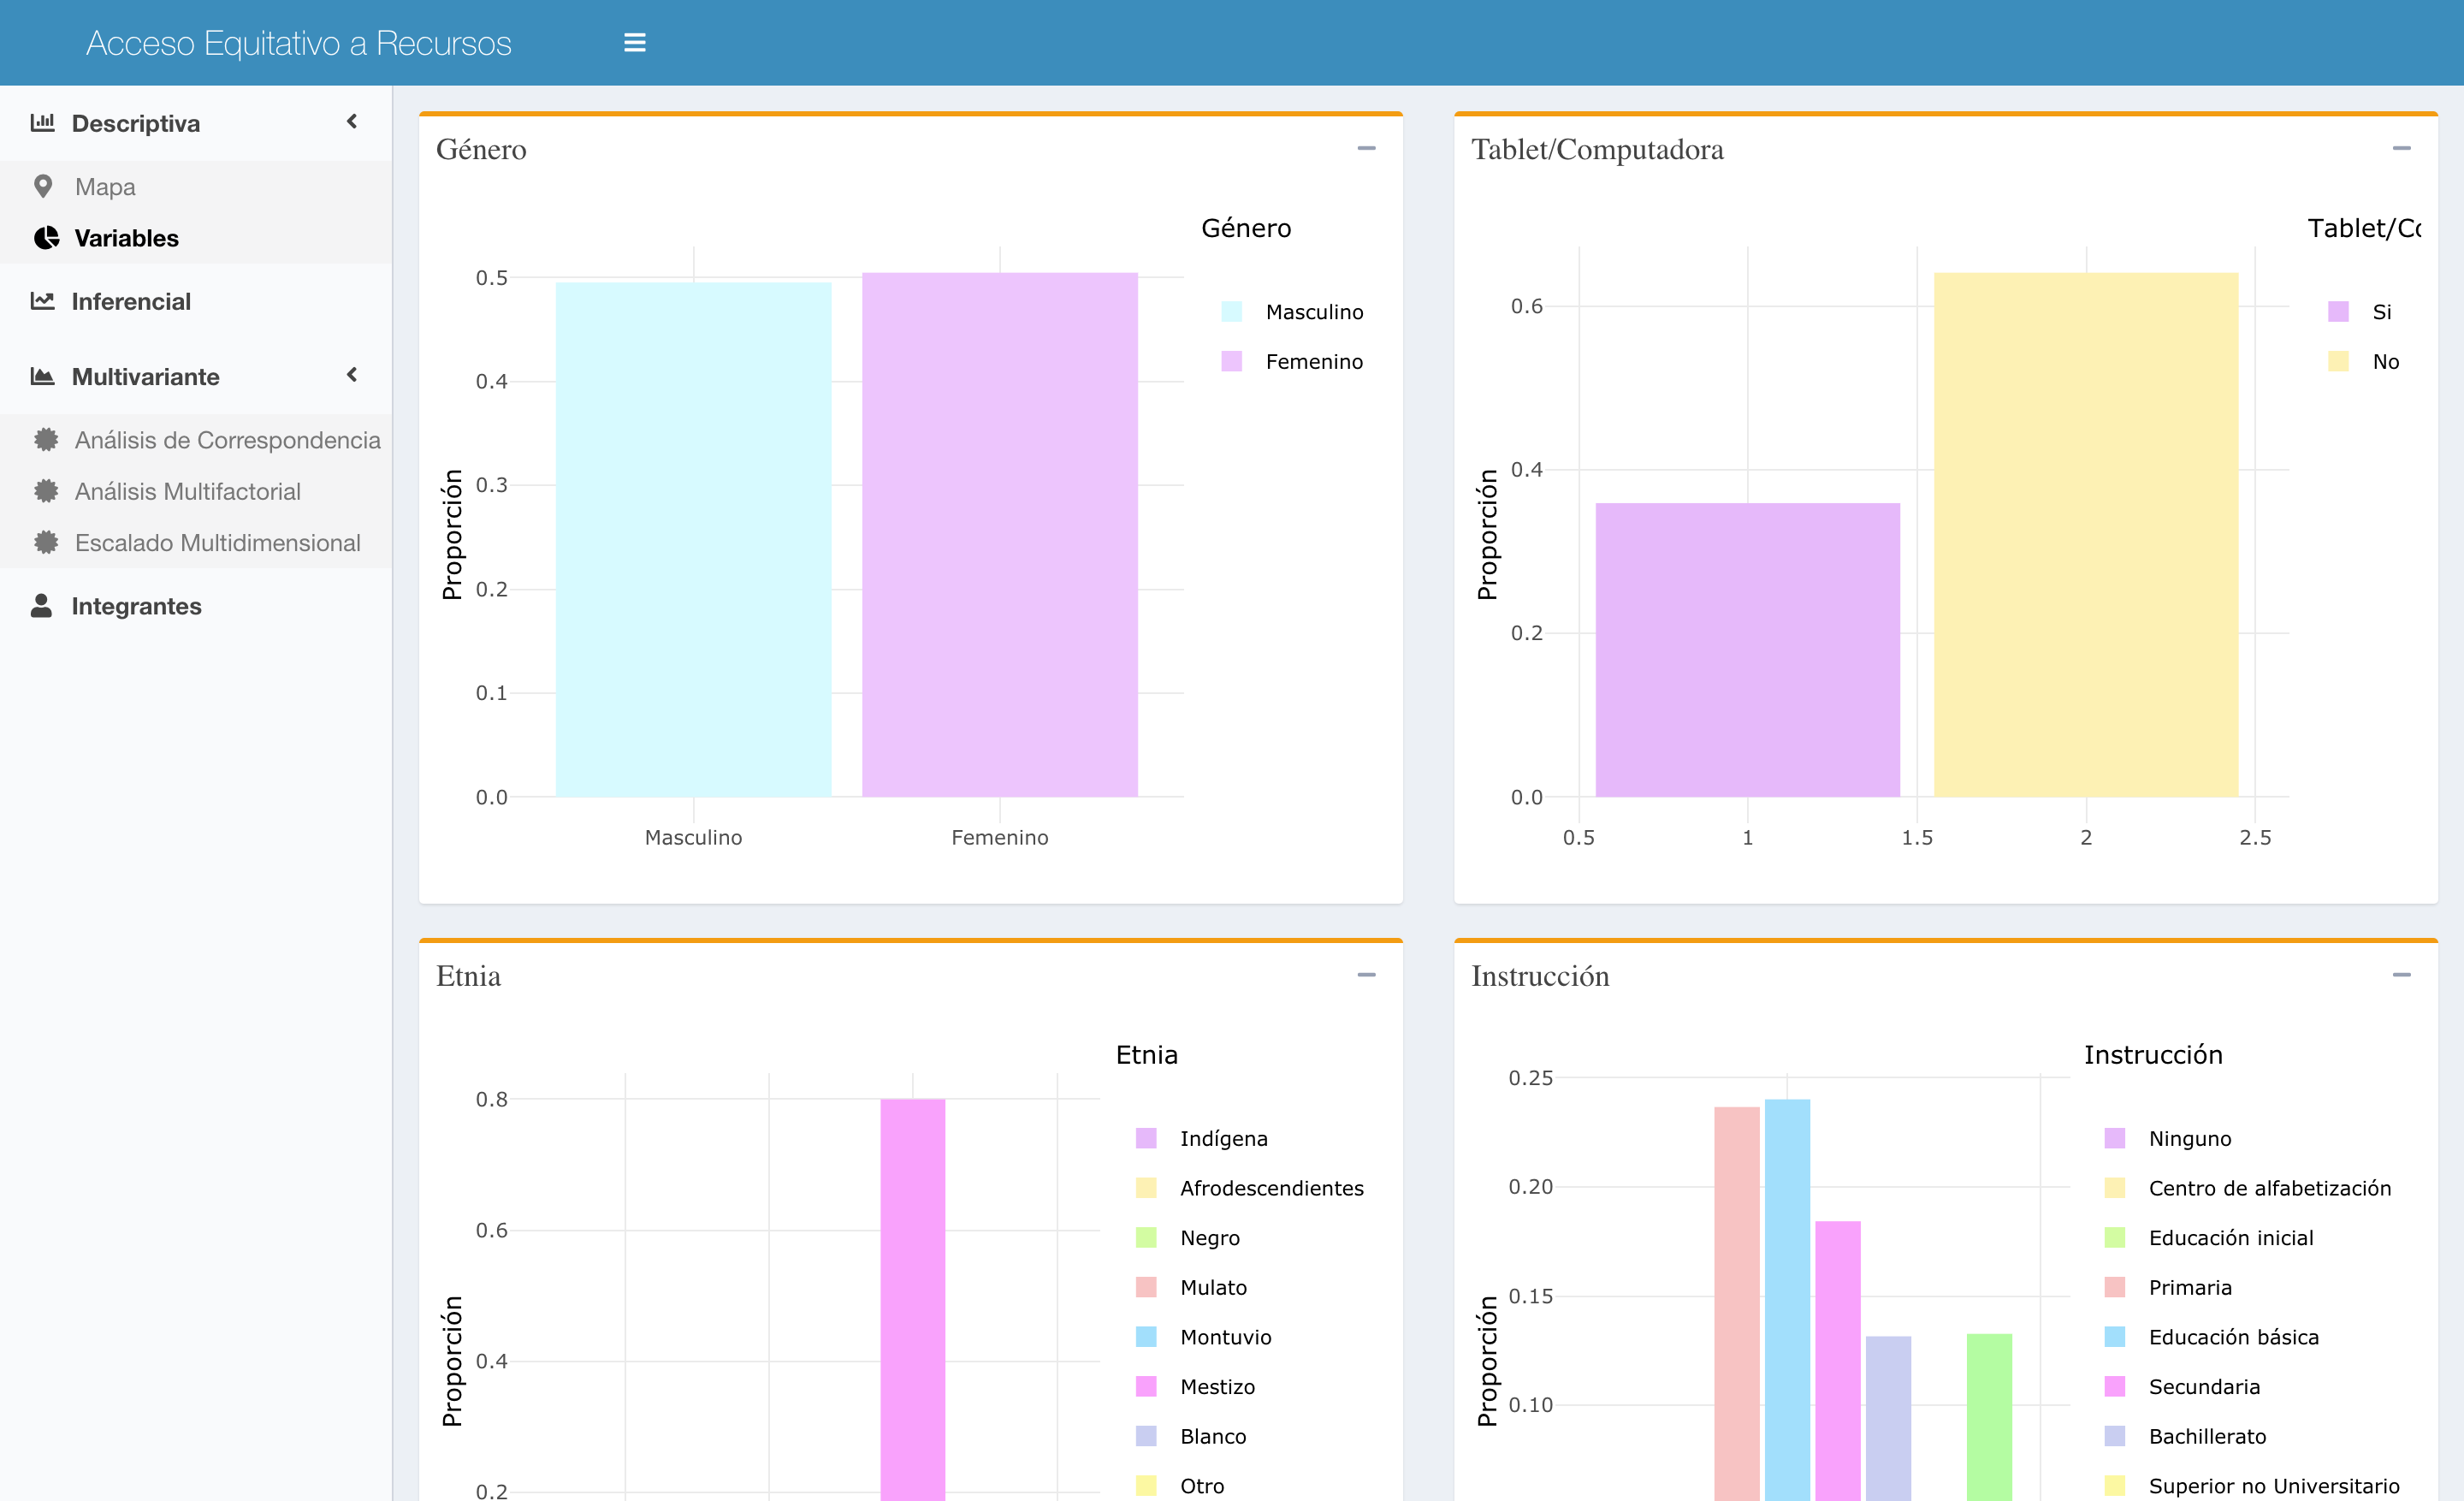 Acceso Equitativo a Recursos
Descriptiva
Mapa
Variables
Inferencial
Multivariante
Análisis de Correspondencia
Análisis Multifactorial
Escalado Multidimensional
Integrantes
Género
Género
Masculino
Femenino
0.5
0.4
0.3
0.2
0.1
0.0
Proporción
Masculino
Femenino
Tablet/Computadora
Tablet/Co
Si
No
0.6
0.4
0.2
0.0
Proporción
0.5
1
1.5
2
2.5
Etnia
Etnia
Indígena
Afrodescendientes
Negro
Mulato
Montuvio
Mestizo
Blanco
Otro
0.8
0.6
0.4
0.2
Proporción
Instrucción
Instrucción
Ninguno
Centro de alfabetización
Educación inicial
Primaria
Educación básica
Secundaria
Bachillerato
Superior no Universitario
0.25
0.20
0.15
0.10
Proporción